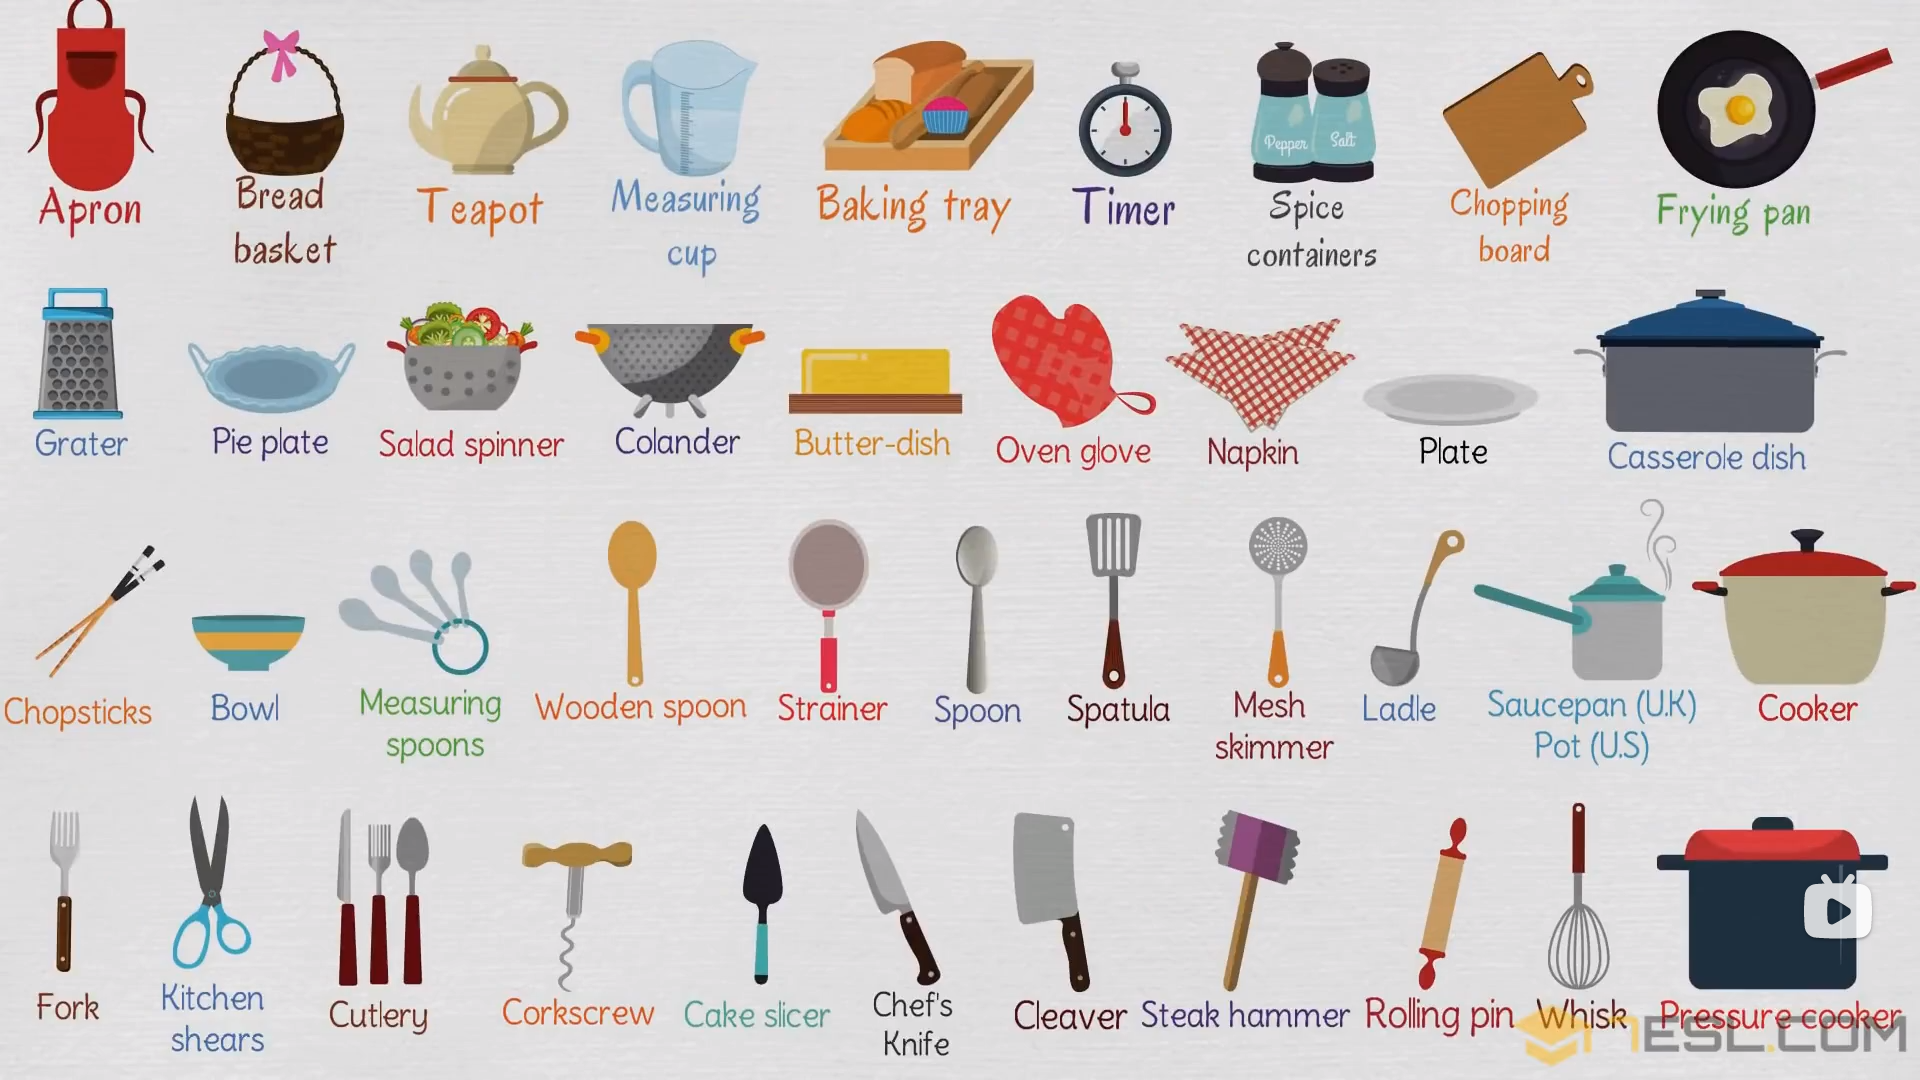 Pepper
Salt
Apron
Bread
basket
Teapot
Measuring
cup
Baking tray
Timer
Spice
containers
Chopping
board
Frying pan
Grater
Pie plate
Salad spinner
Colander
Butter-dish
Oven glove
Napkin
Plate
Casserole dish
Chopsticks
Bowl
Measuring
spoons
Wooden spoon
Strainer
Spoon
Spatula
Mesh
skimmer
Ladle
Saucepan (U.K)
Pot (U.S)
Cooker
Fork
Kitchen
shears
Cutlery
Corkscrew
Cake slicer
Chef's
Knife
Cleaver
Steak hammer
Rolling pin
Whisk
Pressure cooker
7ESL.COM